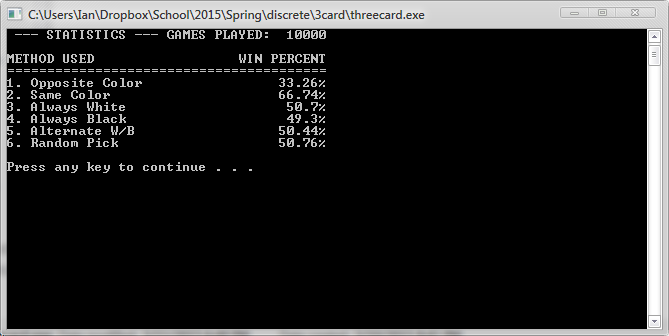 C:\Users\Ian\Dropbox\School\2015\Spring\discrete\3card\threecard.exe
--- STATISTICS --- GAMES PLAYED: 10000
METHOD USED WIN PERCENT
========================================
1. Opposite Color 33.26%
2. Same Color 66.74%
3. Always White 50.7%
4. Always Black 49.3%
5. Alternate W/B 50.44%
6. Random Pick 50.76%
Press any key to continue . . .